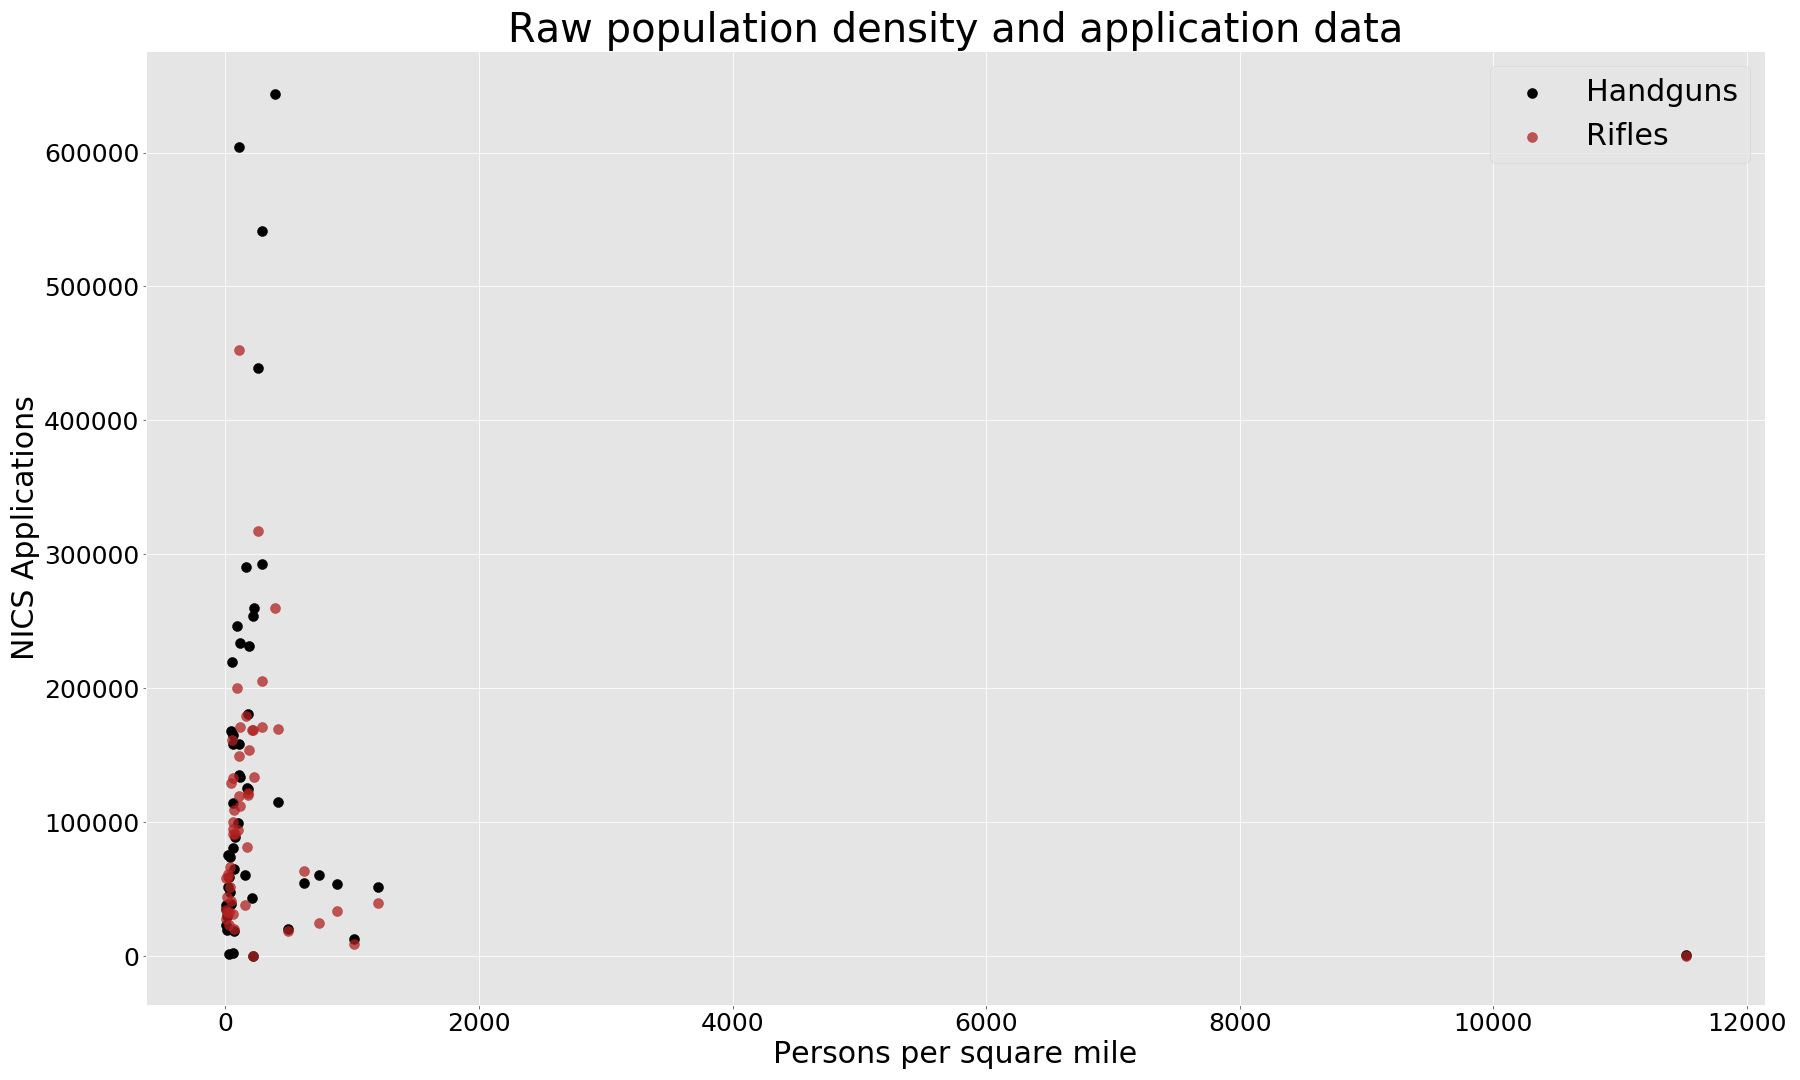 Raw population density and application data
Handguns
Rifles
NICS Applications
600000
500000
400000
300000
200000
100000
0
0 2000 4000 6000 8000 10000 12000
Persons per square mile